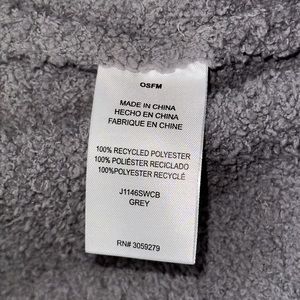 OSFM
MADE IN CHINA
HECHO EN CHINA
FABRIQUE EN CHINE
100% RECYCLED POLYESTER
100% POLIÉSTER RECICLADO
100%POLYESTER RECYCLÉ
J1146SWCB
GREY
RN# 3059279